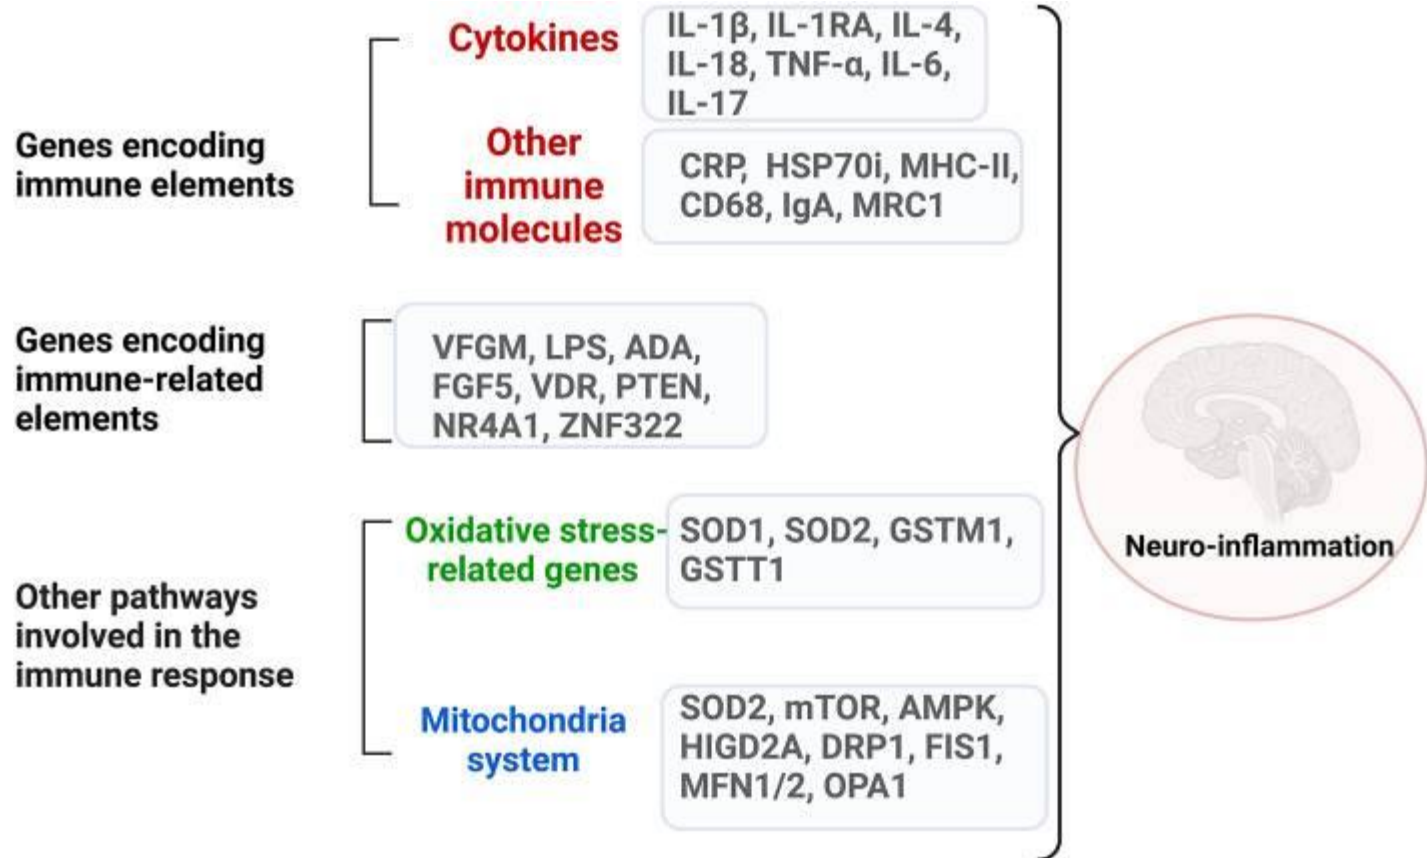 Cytokines
IL-1β, IL-1RA, IL-4,
IL-18, TNF-α, IL-6,
IL-17
Genes encoding
immune elements
Other
immune
molecules
CRP, HSP70i, MHC-II,
CD68, IgA, MRC1
Genes encoding
immune-related
elements
VFGM, LPS, ADA,
FGF5, VDR, PTEN,
NR4A1, ZNF322
Other pathways
involved in the
immune response
Oxidative stress-
related genes
SOD1, SOD2, GSTM1,
GSTT1
Mitochondria
system
SOD2, mTOR, AMPK,
HIGD2A, DRP1, FIS1,
MFN1/2, OPA1
Neuro-inflammation